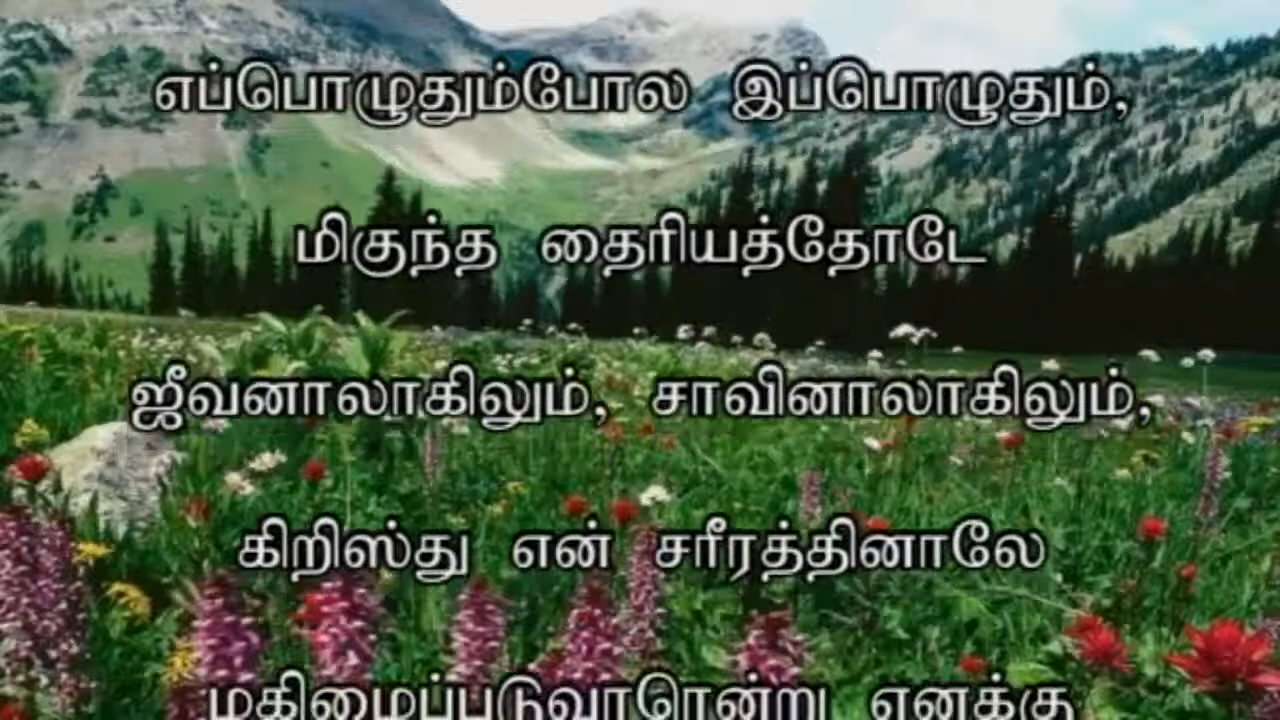 எப்பொழுதும்போல இப்பொழுதும்,
மிகுந்த தைரியத்தோடே
ஜீவனாலாகிலும், சாவினாலாகிலும்,
கிறிஸ்து என் சரீரத்தினாலே
மகிமைப்படுவாரென்று எனக்கு